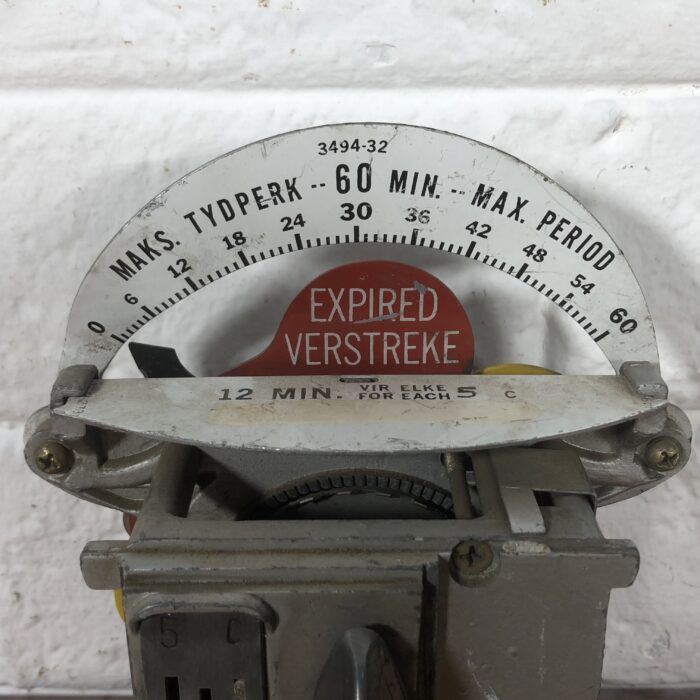 3494-32
MAKS. TYDPERK -- 60 MIN. -- MAX. PERIOD
0 6 12 18 24 30 36 42 48 54 60
EXPIRED
VERSTREKE
12 MIN. VIR ELKE FOR EACH 5 C
5 C